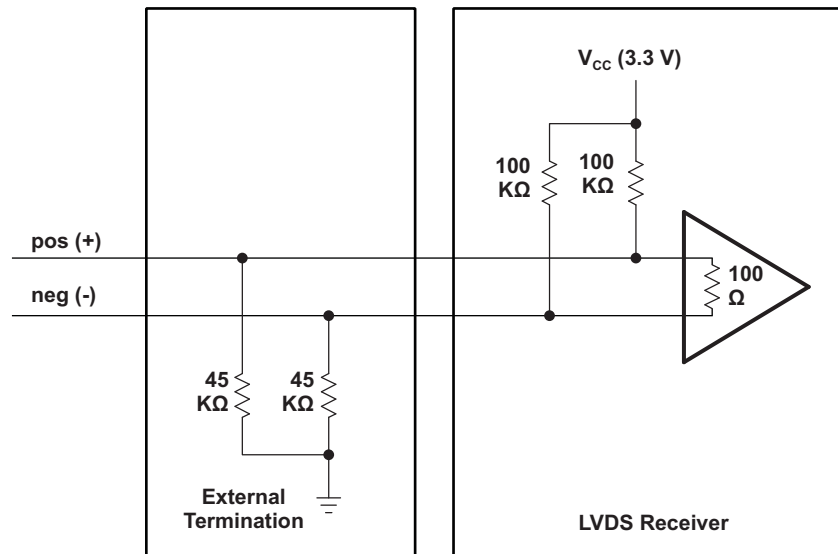 V_CC (3.3 V)
100
KΩ
100
KΩ
pos (+)
100
Ω
neg (-)
45
KΩ
45
KΩ
External
Termination
LVDS Receiver